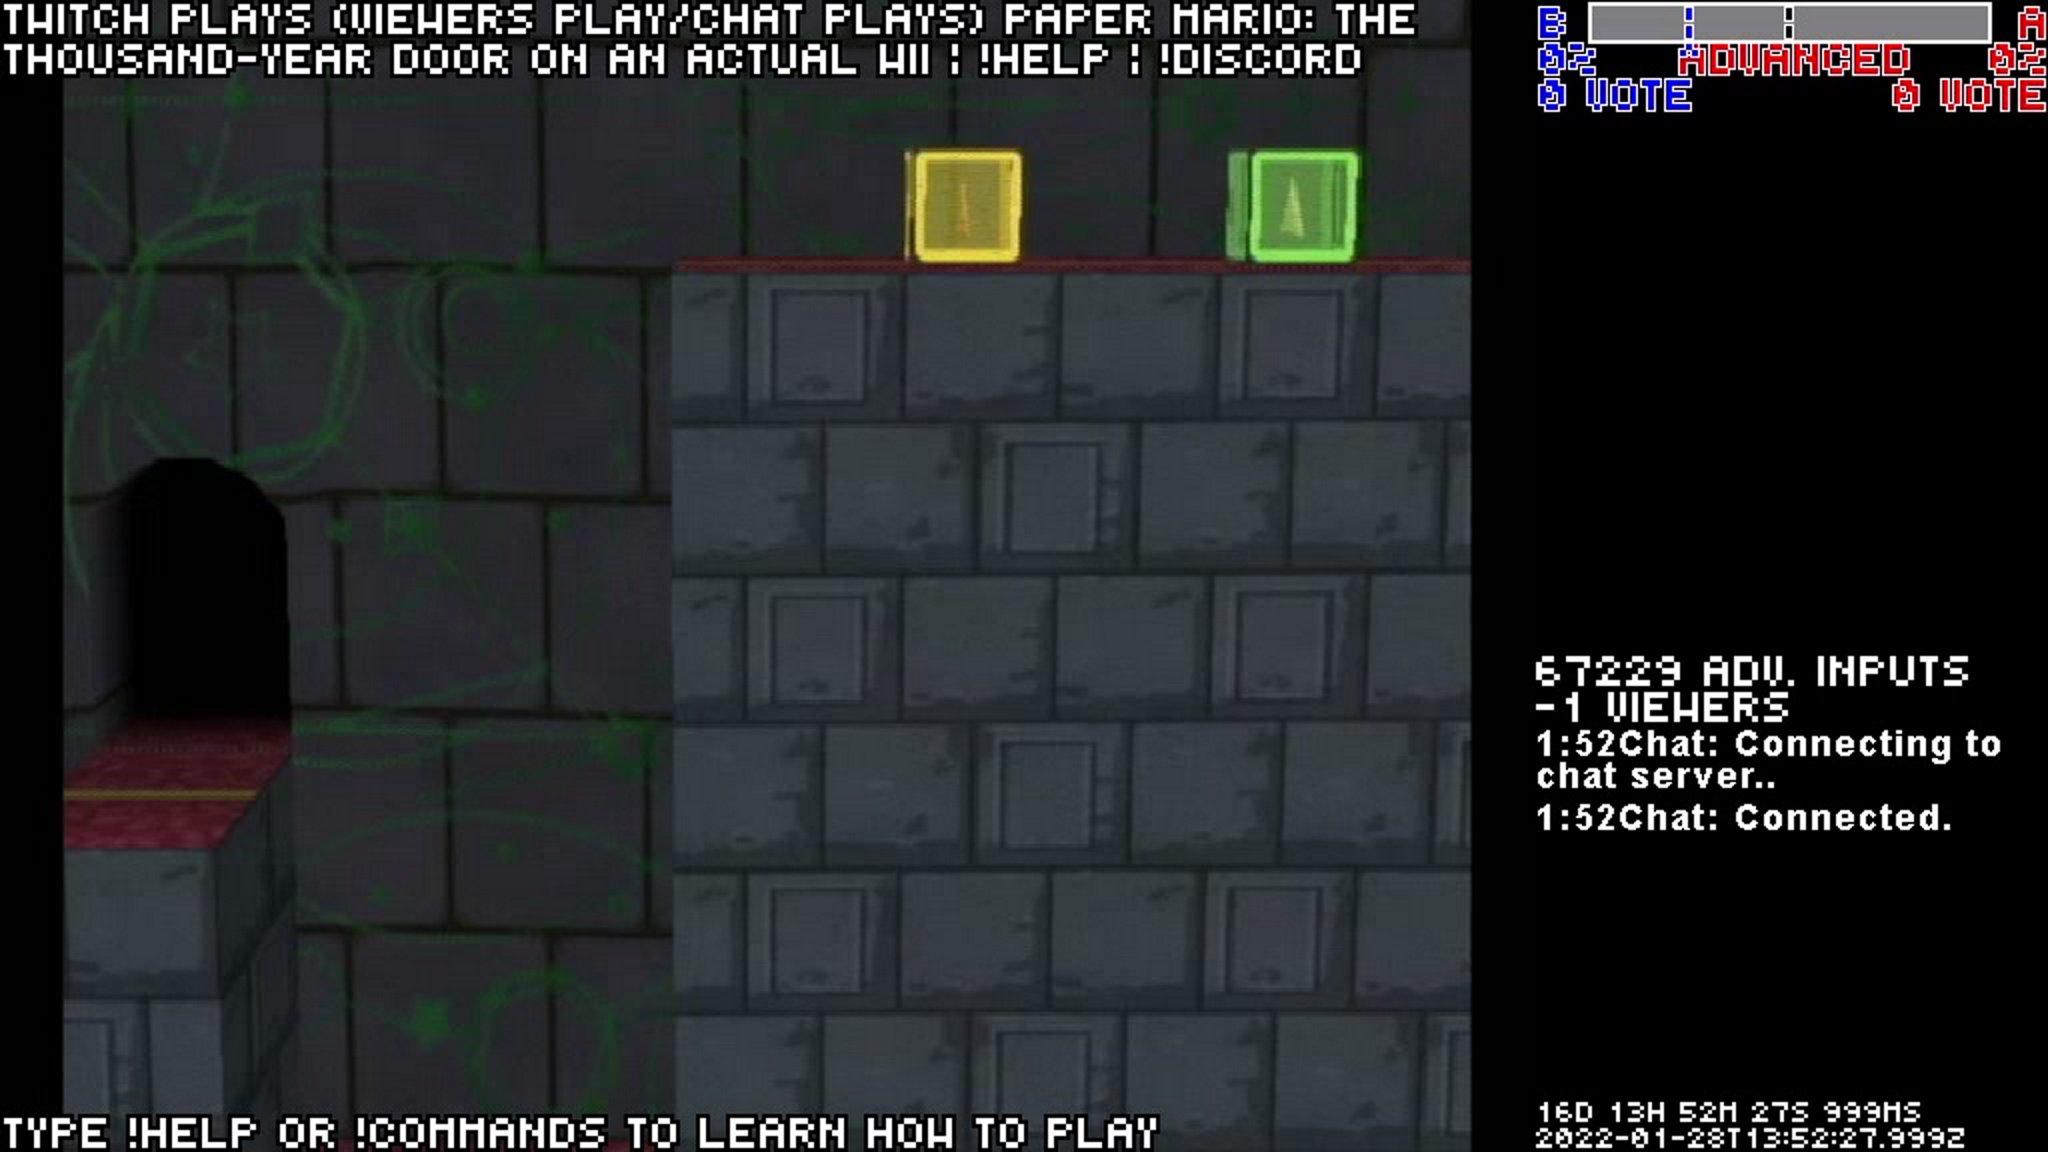 TWITCH PLAYS (VIEWERS PLAY/CHAT PLAYS) PAPER MARIO: THE
THOUSAND-YEAR DOOR ON AN ACTUAL WII ¦ !HELP ¦ !DISCORD
B A
0% ADVANCED 0%
0 VOTE 0 VOTE
67229 ADV. INPUTS
-1 VIEWERS
1:52Chat: Connecting to
chat server..
1:52Chat: Connected.
TYPE !HELP OR !COMMANDS TO LEARN HOW TO PLAY
16D 13H 52M 27S 999MS
2022-01-28T13:52:27.999Z